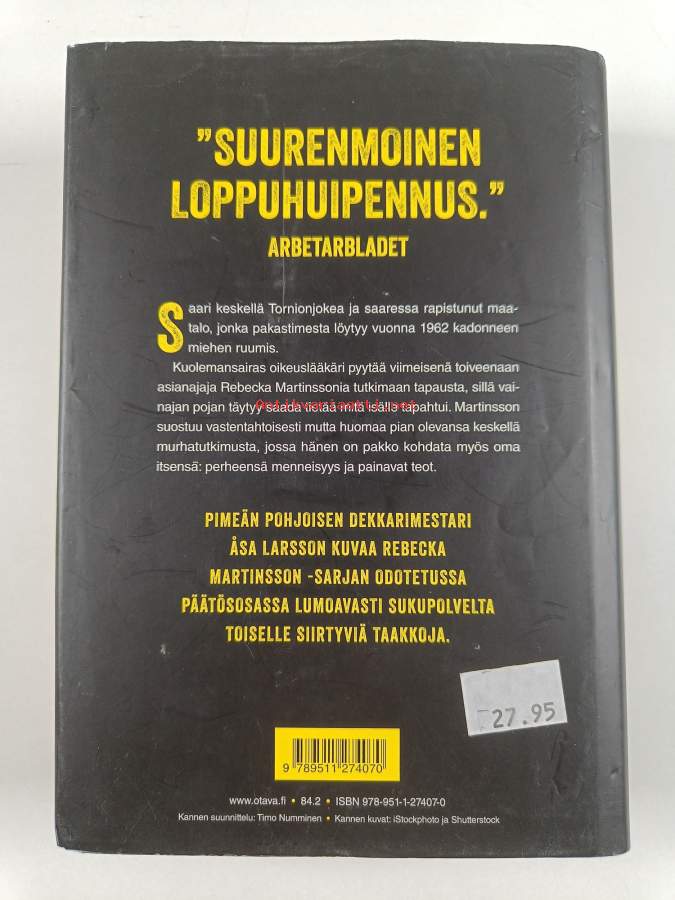 "SUURENMOINEN
LOPPUHUIPENNUS."
ARBETARBLADET
Saari keskellä Tornionjokea ja saaressa rapistunut maa-
talo, jonka pakastimesta löytyy vuonna 1962 kadonneen
miehen ruumis.
Kuolemansairas oikeuslääkäri pyytää viimeisenä toiveenaan
asianajaja Rebecka Martinssonia tutkimaan tapausta, sillä vai-
najan pojan täytyy saada tietää mitä isälle tapahtui. Martinsson
Antikvariaatti.net
suostuu vastentahtoisesti mutta huomaa pian olevansa keskellä
murhatutkimusta, jossa hänen on pakko kohdata myös oma
itsensä: perheensä menneisyys ja painavat teot.
PIMEÄN POHJOISEN DEKKARIMESTARI
ÅSA LARSSON KUVAA REBECKA
MARTINSSON -SARJAN ODOTETUSSA
PÄÄTÖSOSASSA LUMOAVASTI SUKUPOLVELTA
TOISELLE SIIRTYVIÄ TAAKKOJA.
27.95
9 789511 274070
www.otava.fi • 84.2 • ISBN 978-951-1-27407-0
Kannen suunnittelu: Timo Numminen • Kannen kuvat: iStockphoto ja Shutterstock